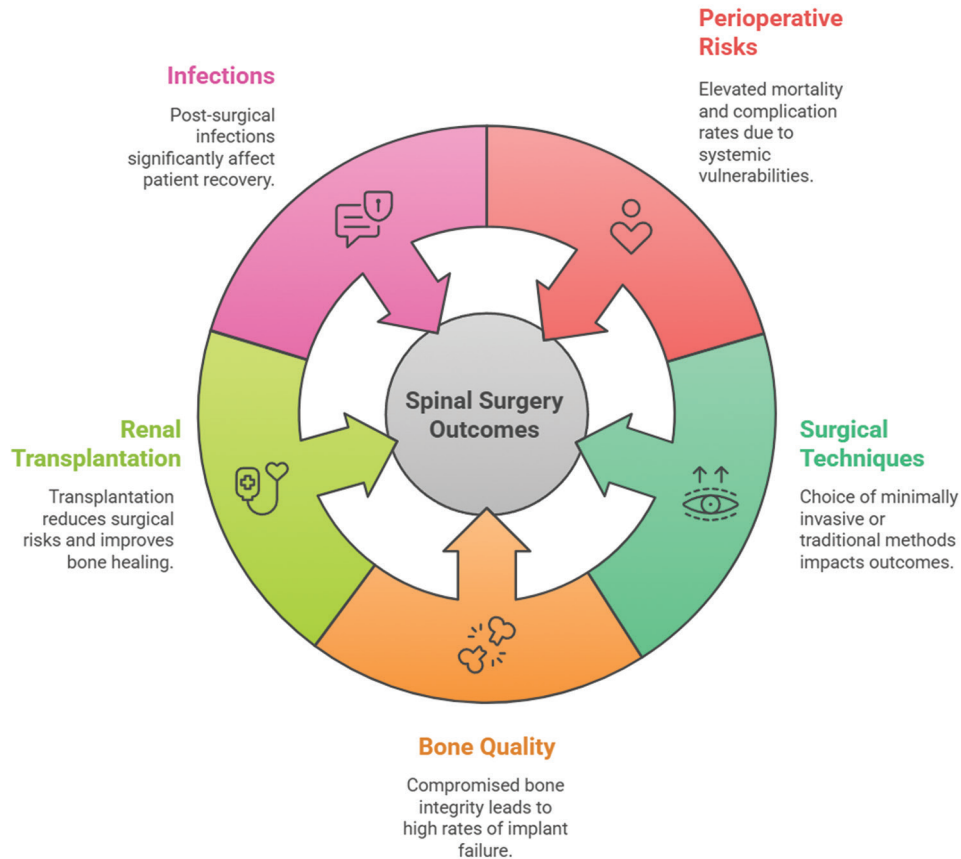 Perioperative
Risks
Elevated mortality
and complication
rates due to
systemic
vulnerabilities.
Infections
Post-surgical
infections
significantly affect
patient recovery.
Spinal Surgery
Outcomes
Renal
Transplantation
Transplantation
reduces surgical
risks and improves
bone healing.
Surgical
Techniques
Choice of minimally
invasive or
traditional methods
impacts outcomes.
Bone Quality
Compromised bone
integrity leads to
high rates of implant
failure.